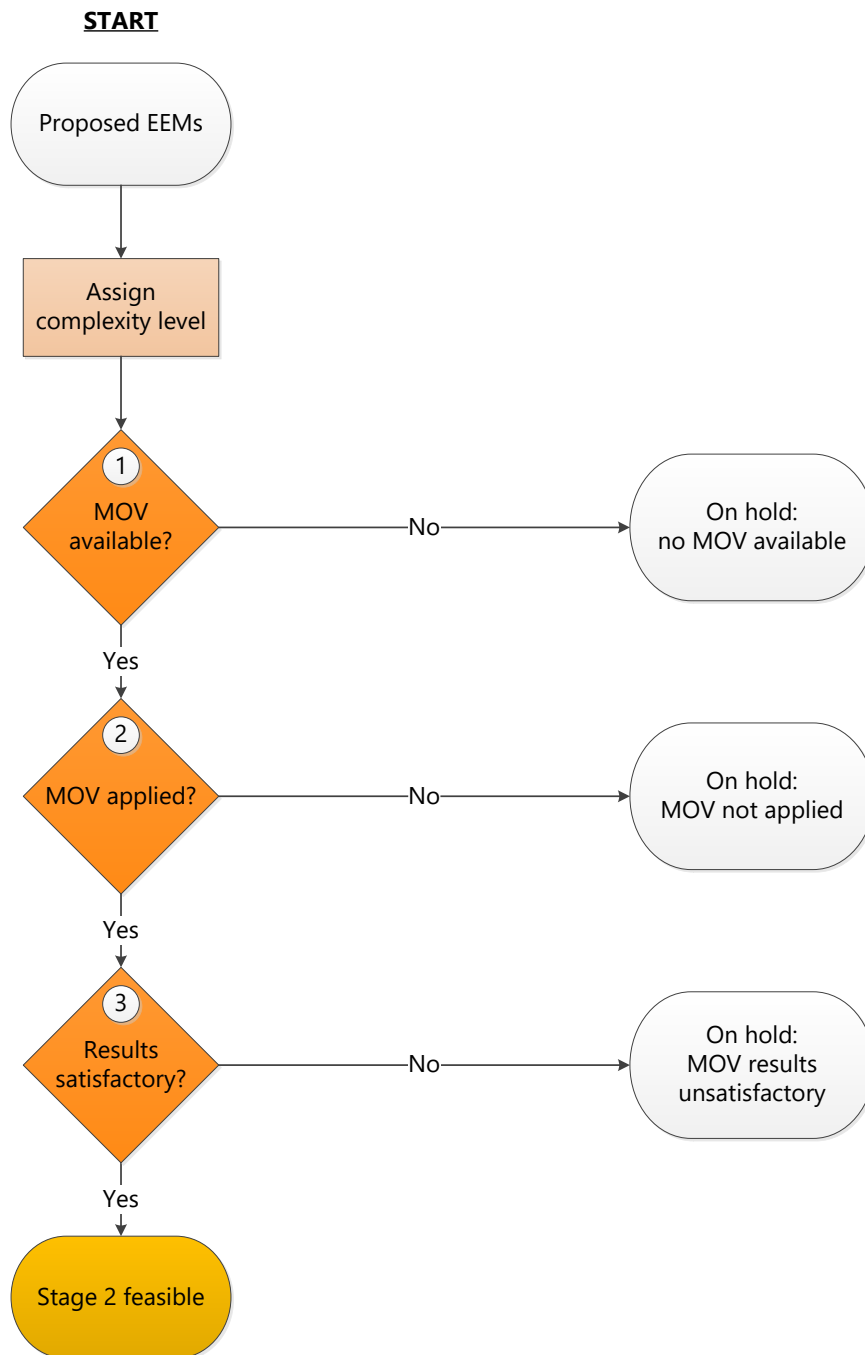 START
Proposed EEMs
Assign
complexity level
1
MOV
available?
No
On hold:
no MOV available
Yes
2
MOV applied?
No
On hold:
MOV not applied
Yes
3
Results
satisfactory?
No
On hold:
MOV results
unsatisfactory
Yes
Stage 2 feasible